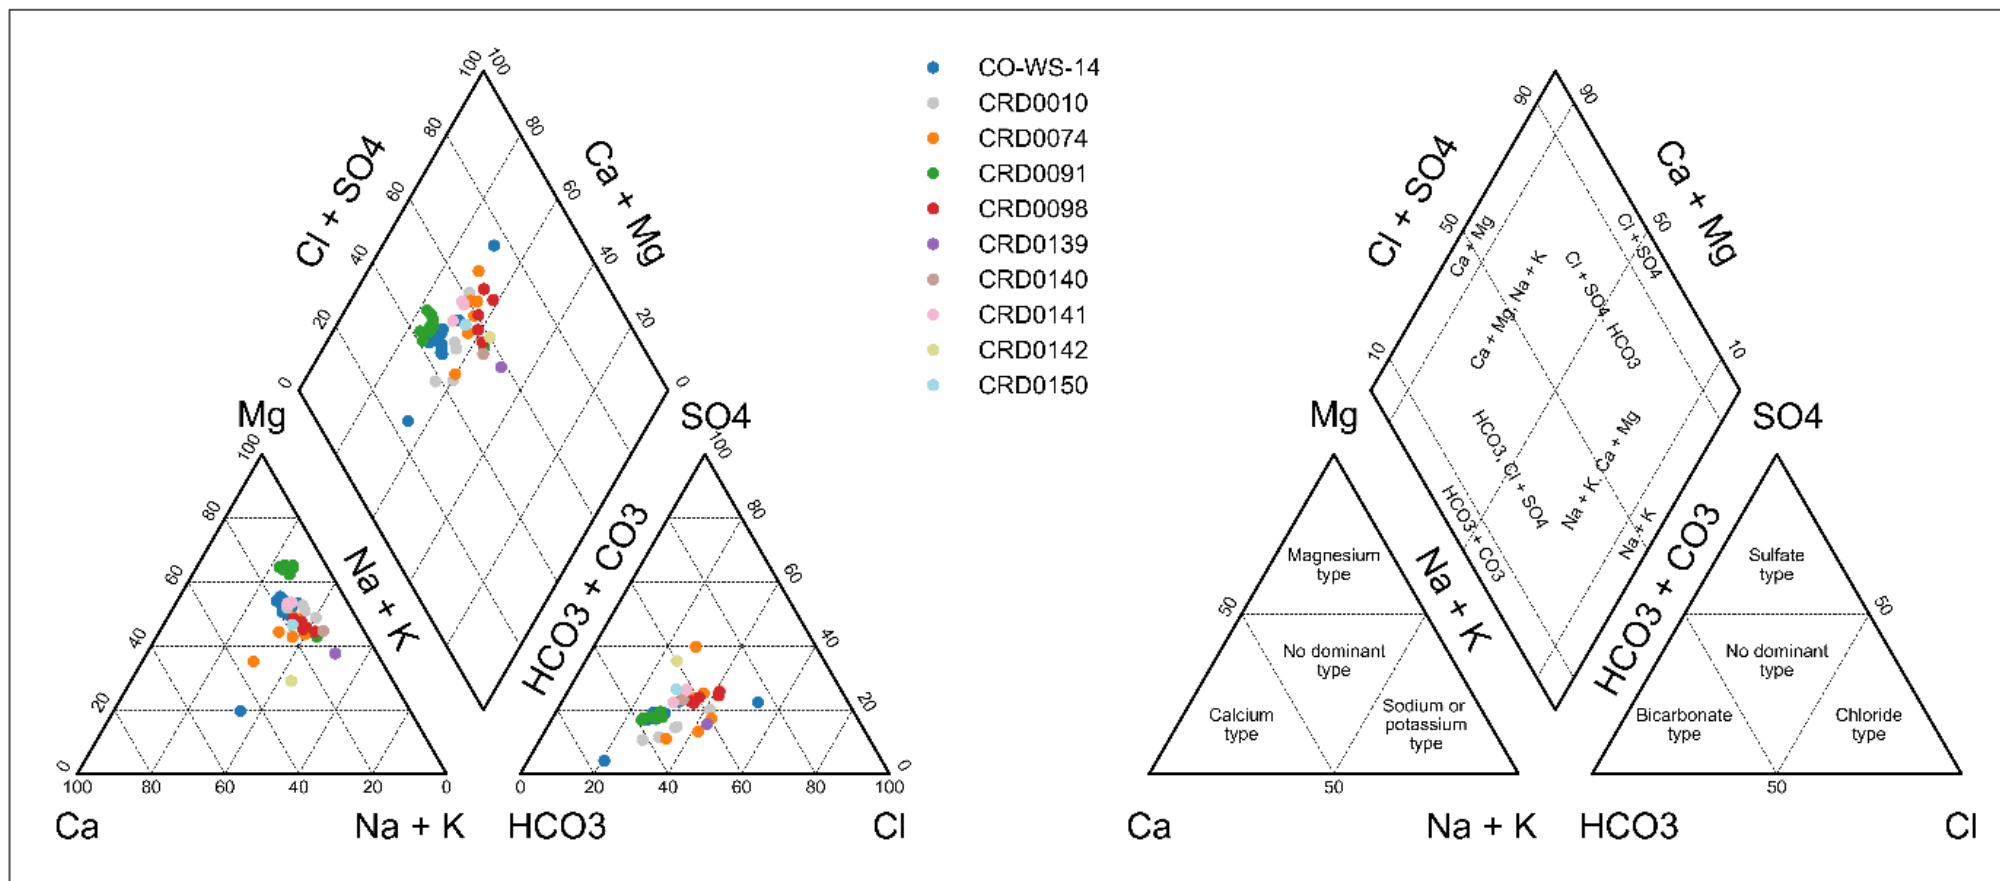 100
100
80
80
60
60
40
40
20
20
0
0
Cl + SO4
Ca + Mg
Na + K
HCO3 + CO3
Mg
SO4
100
80
60
40
20
0
100
80
60
40
20
0
100
80
60
40
20
0
0
20
40
60
80
100
Ca
Na + K
HCO3
Cl
CO-WS-14
CRD0010
CRD0074
CRD0091
CRD0098
CRD0139
CRD0140
CRD0141
CRD0142
CRD0150
90
90
50
50
10
10
Cl + SO4
Ca + Mg
Ca + Mg
Cl + SO4
Ca + Mg, Na + K
Cl + SO4, HCO3
HCO3, Cl + SO4
Na + K, Ca + Mg
HCO3 + CO3
Na + K
Na + K
HCO3 + CO3
Mg
SO4
Magnesium
type
No dominant
type
Calcium
type
Sodium or
potassium
type
Sulfate
type
No dominant
type
Bicarbonate
type
Chloride
type
50
50
50
50
Ca
Na + K
HCO3
Cl